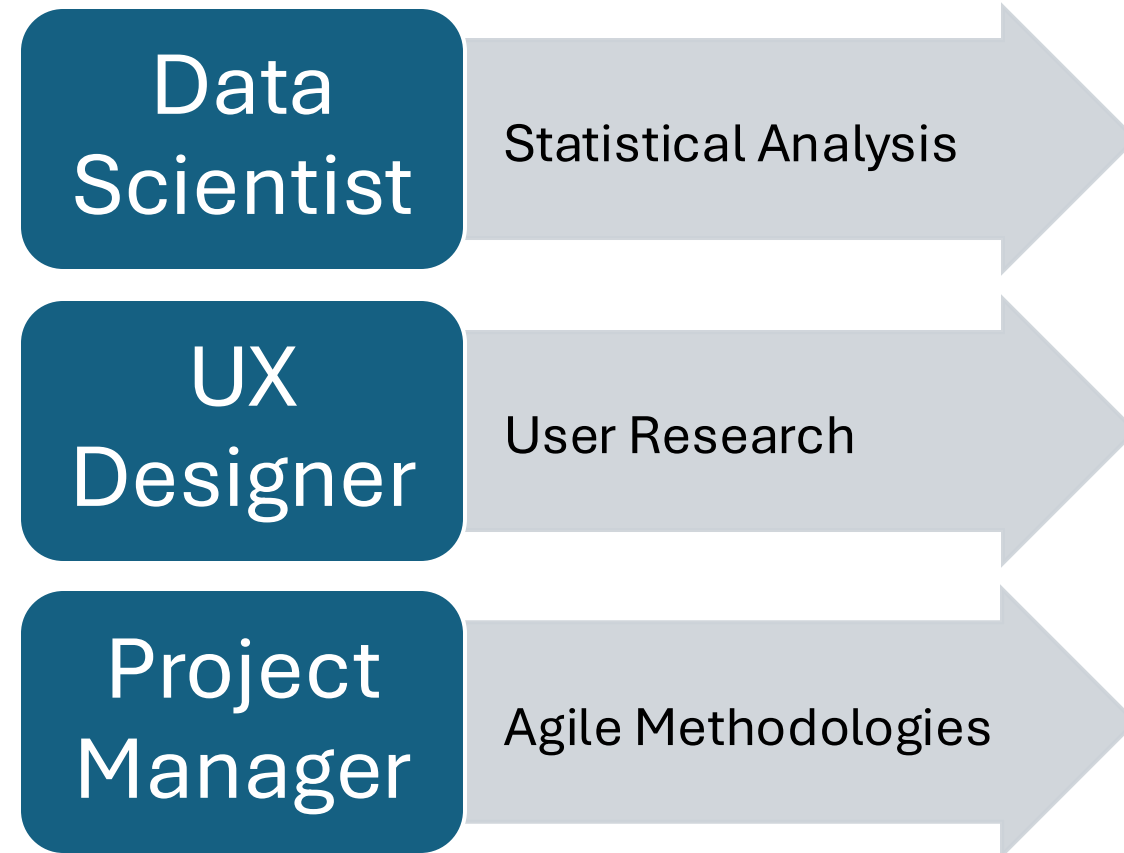 Data
Scientist
Statistical Analysis
UX
Designer
User Research
Project
Manager
Agile Methodologies